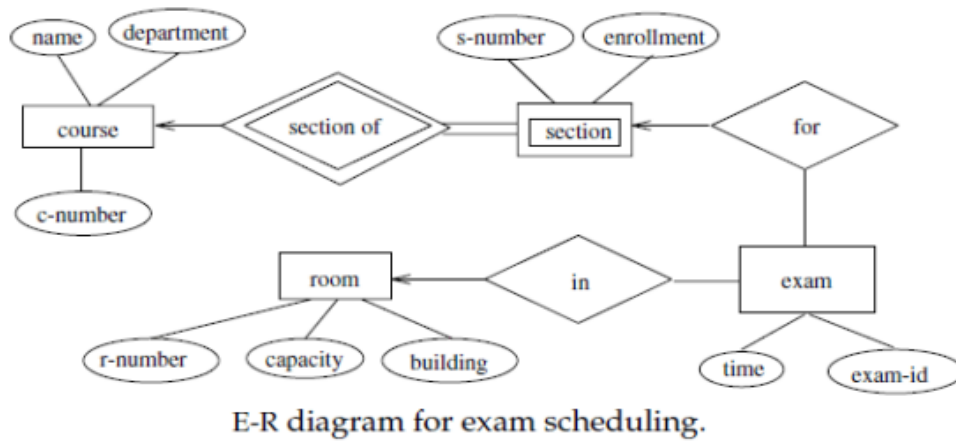 name
department
s-number
enrollment
course
section of
section
for
c-number
room
in
exam
r-number
capacity
building
time
exam-id
E-R diagram for exam scheduling.